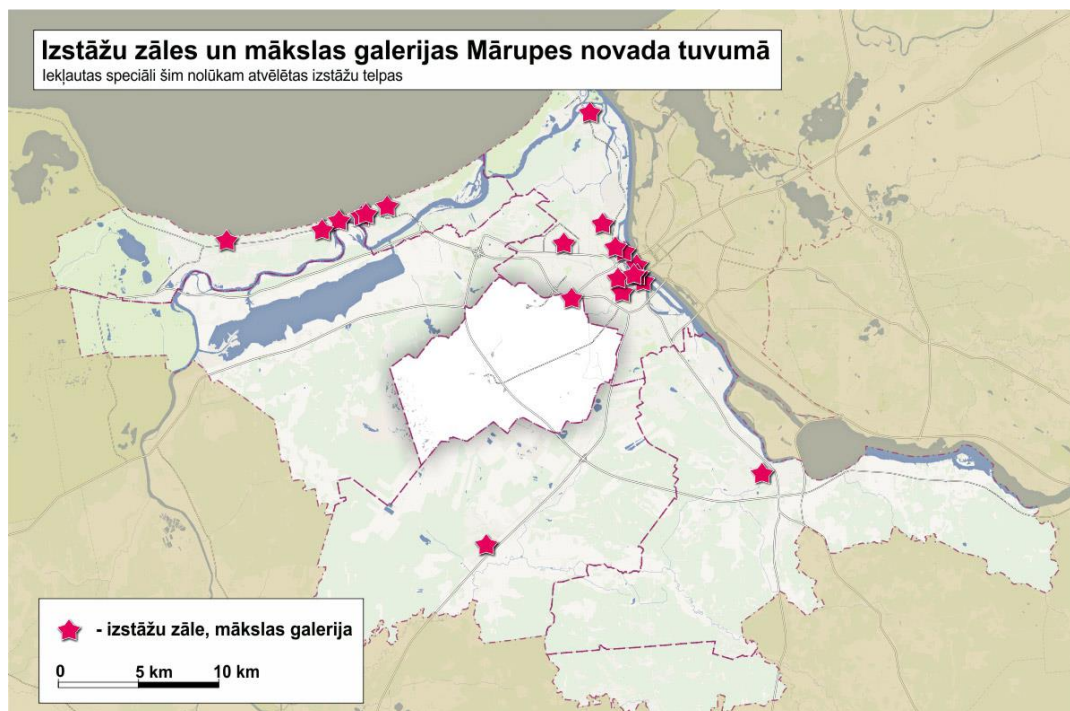 Izstāžu zāles un mākslas galerijas Mārupes novada tuvumā
Iekļautas speciāli šim nolūkam atvēlētas izstāžu telpas
- izstāžu zāle, mākslas galerija
0 5 km 10 km